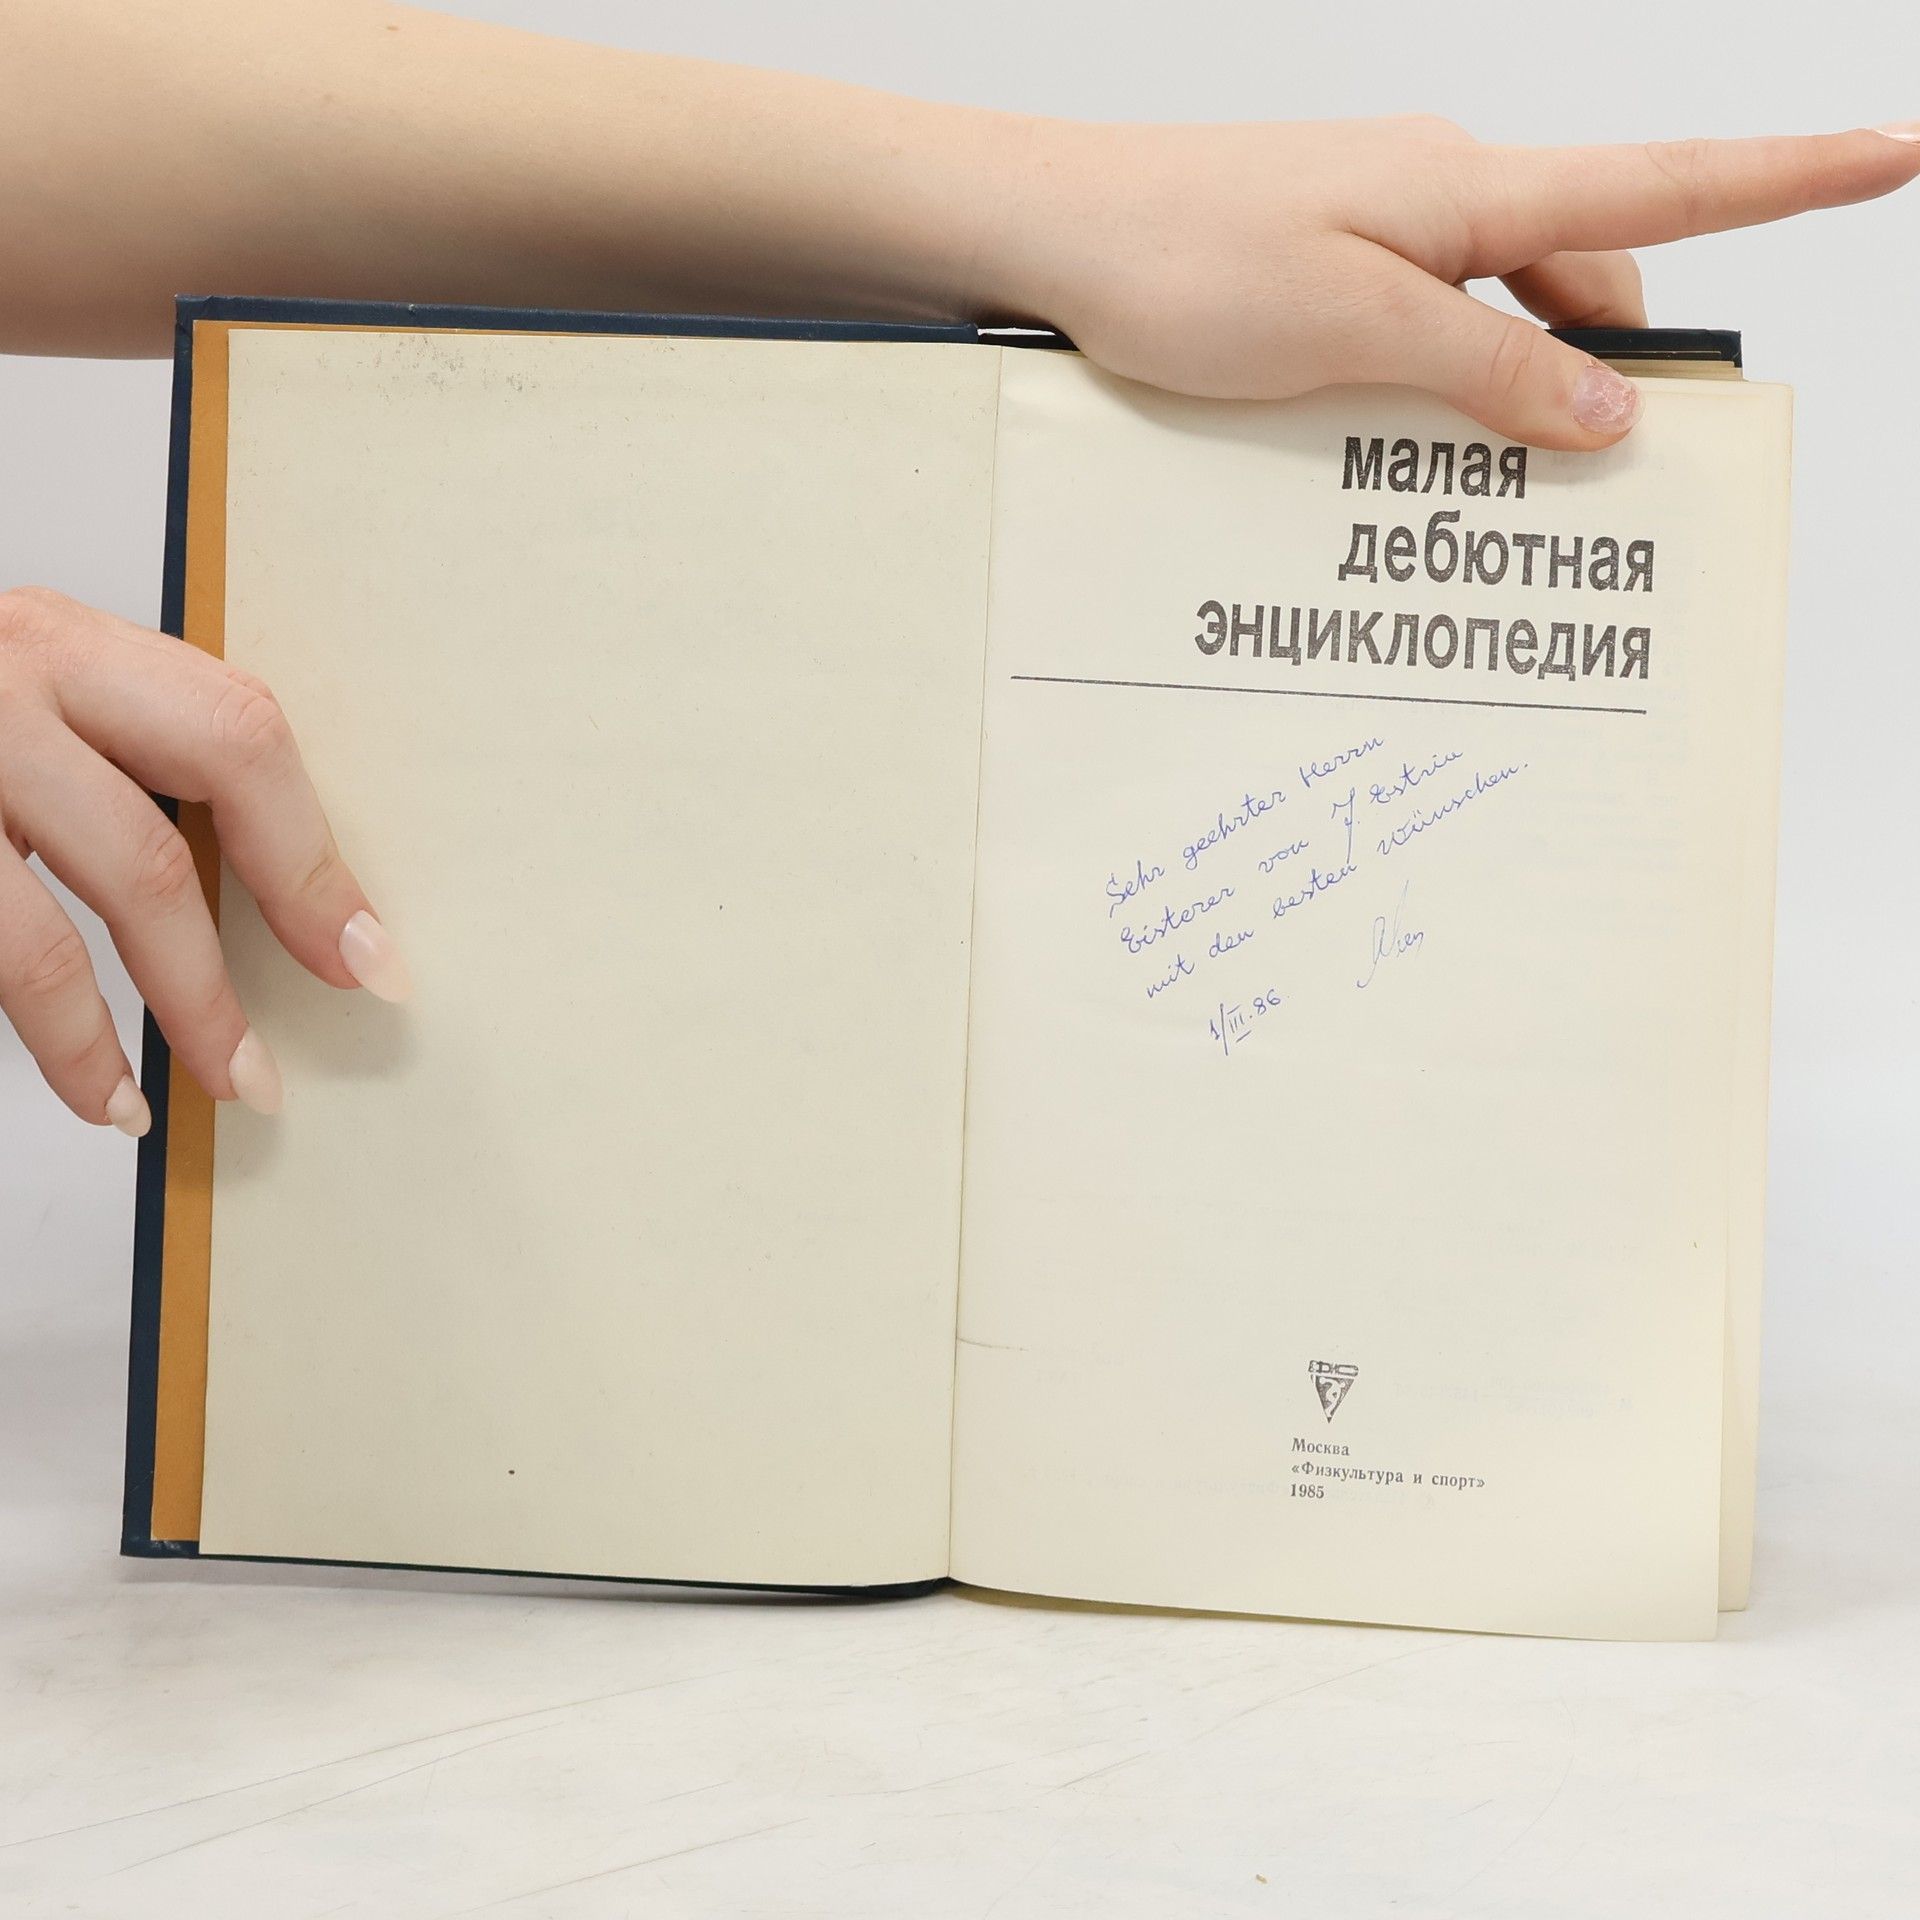 малая
дебютная
энциклопедия
Sehr geehrter Herrn
Eisterer von J. Estrin
mit den besten Wünschen.
1/III.86.
ФИС
Москва
«Физкультура и спорт»
1985